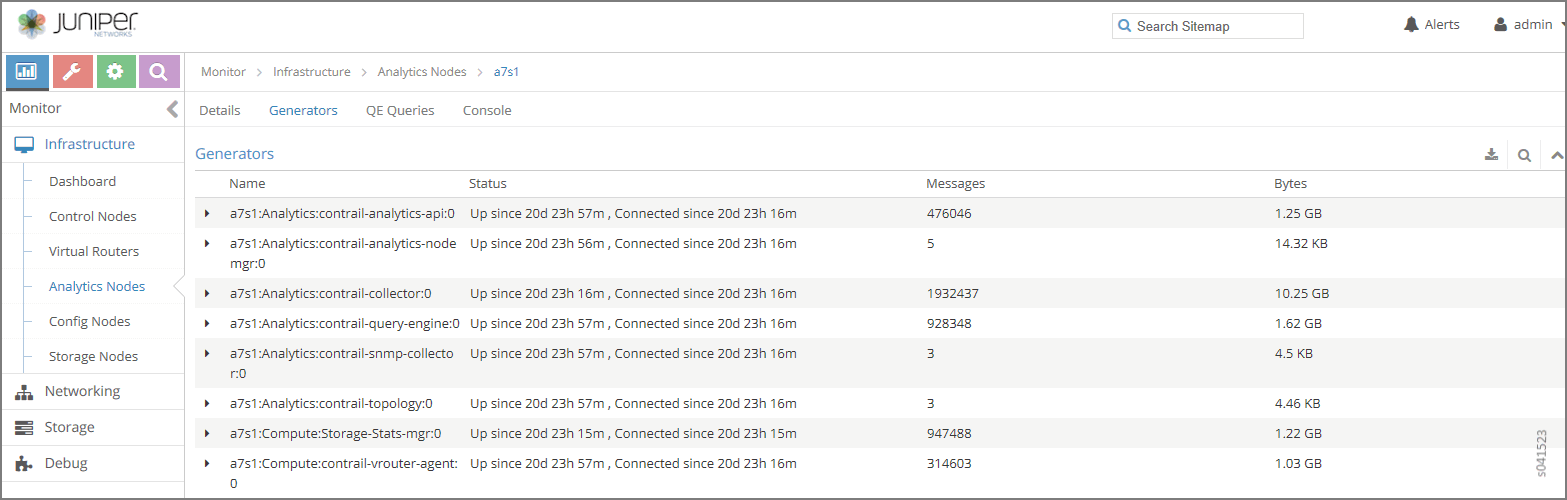 JUNIPER
NETWORKS
Search Sitemap
Alerts
admin
Monitor
Infrastructure
Dashboard
Control Nodes
Virtual Routers
Analytics Nodes
Config Nodes
Storage Nodes
Networking
Storage
Debug
Monitor > Infrastructure > Analytics Nodes > a7s1
Details Generators QE Queries Console
Generators
Name Status Messages Bytes
a7s1:Analytics:contrail-analytics-api:0 Up since 20d 23h 57m , Connected since 20d 23h 16m 476046 1.25 GB
a7s1:Analytics:contrail-analytics-node Up since 20d 23h 56m , Connected since 20d 23h 16m 5 14.32 KB
mgr:0
a7s1:Analytics:contrail-collector:0 Up since 20d 23h 16m , Connected since 20d 23h 16m 1932437 10.25 GB
a7s1:Analytics:contrail-query-engine:0 Up since 20d 23h 57m , Connected since 20d 23h 16m 928348 1.62 GB
a7s1:Analytics:contrail-snmp-collecto Up since 20d 23h 57m , Connected since 20d 23h 16m 3 4.5 KB
r:0
a7s1:Analytics:contrail-topology:0 Up since 20d 23h 57m , Connected since 20d 23h 16m 3 4.46 KB
a7s1:Compute:Storage-Stats-mgr:0 Up since 20d 23h 15m , Connected since 20d 23h 15m 947488 1.22 GB
a7s1:Compute:contrail-vrouter-agent: Up since 20d 23h 57m , Connected since 20d 23h 16m 314603 1.03 GB
0
s041523